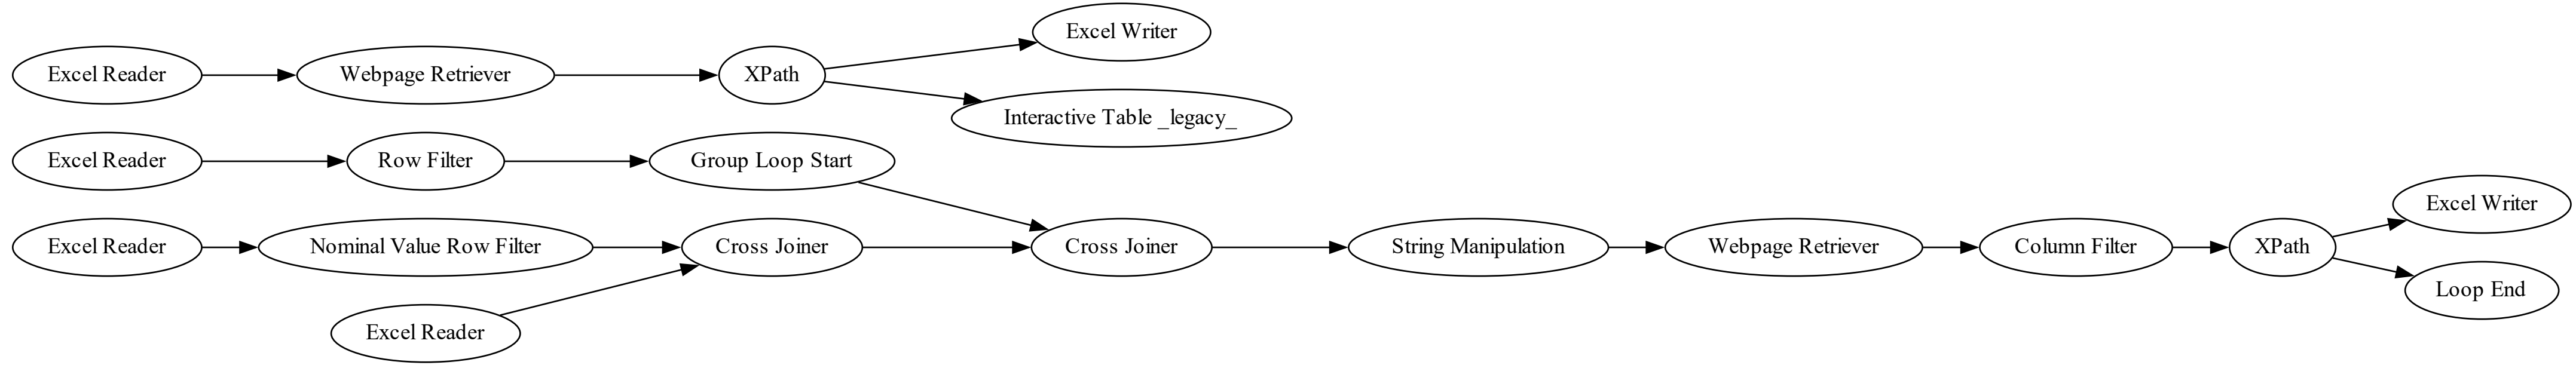 Excel Writer
Excel Reader
Webpage Retriever
XPath
Interactive Table _legacy_
Excel Reader
Row Filter
Group Loop Start
Excel Writer
Excel Reader
Nominal Value Row Filter
Cross Joiner
Cross Joiner
String Manipulation
Webpage Retriever
Column Filter
XPath
Loop End
Excel Reader